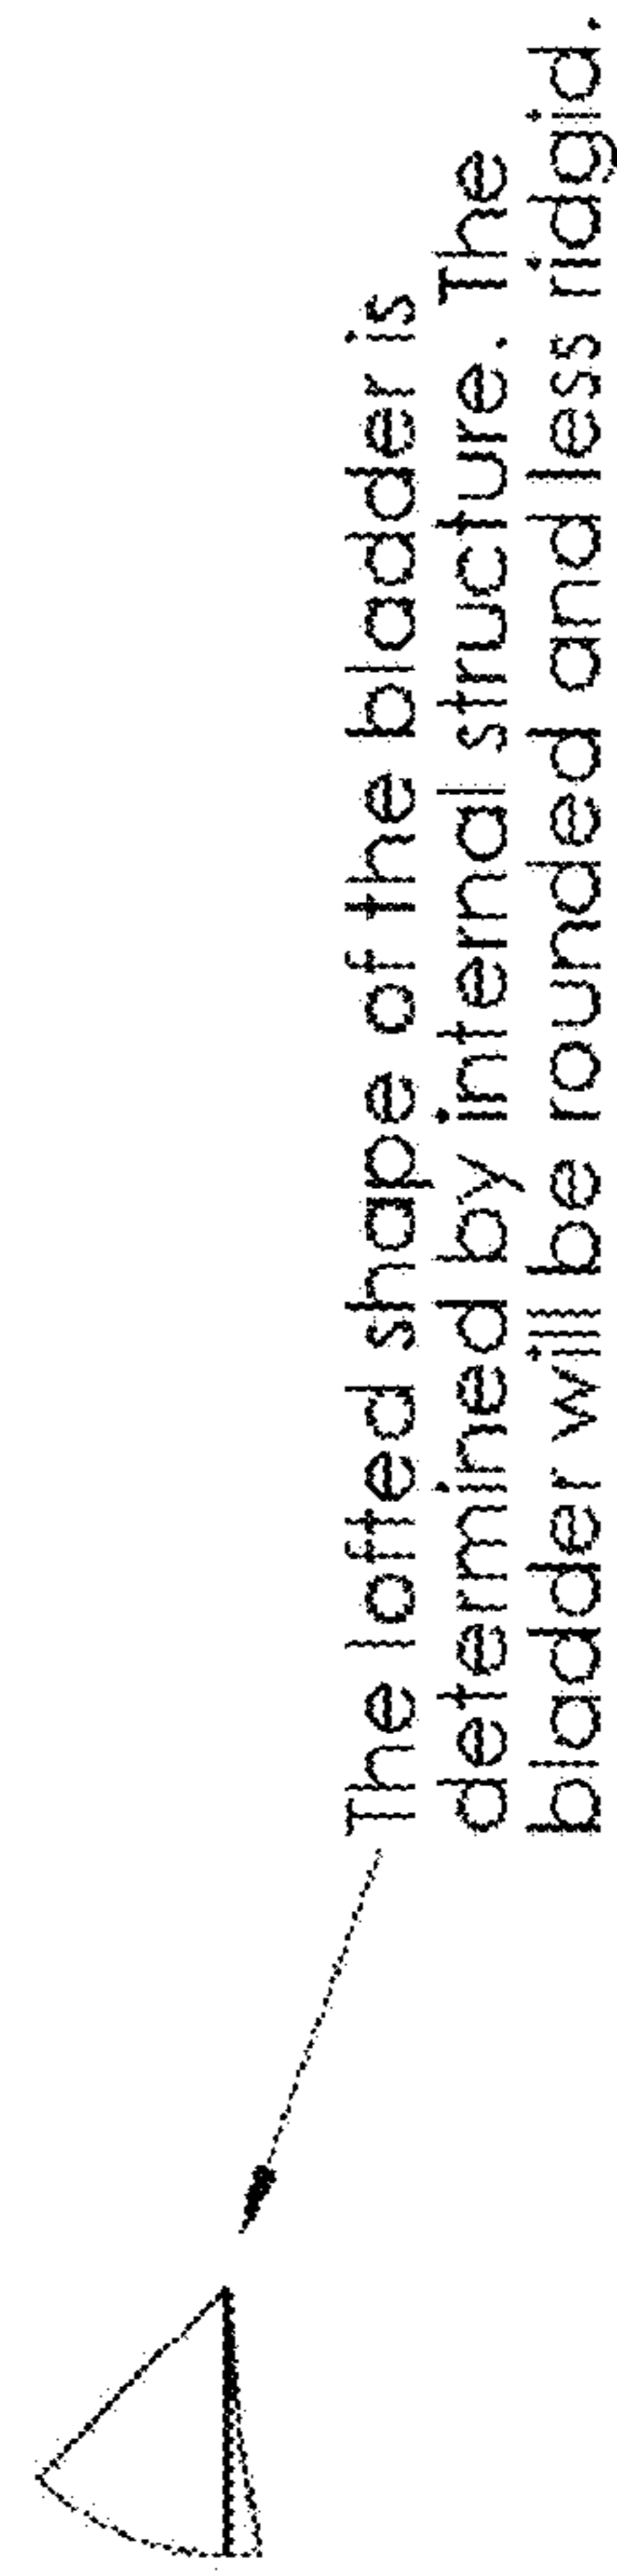 The lofted shape of the bladder is
determined by internal structure. The
bladder will be rounded and less ridgid.